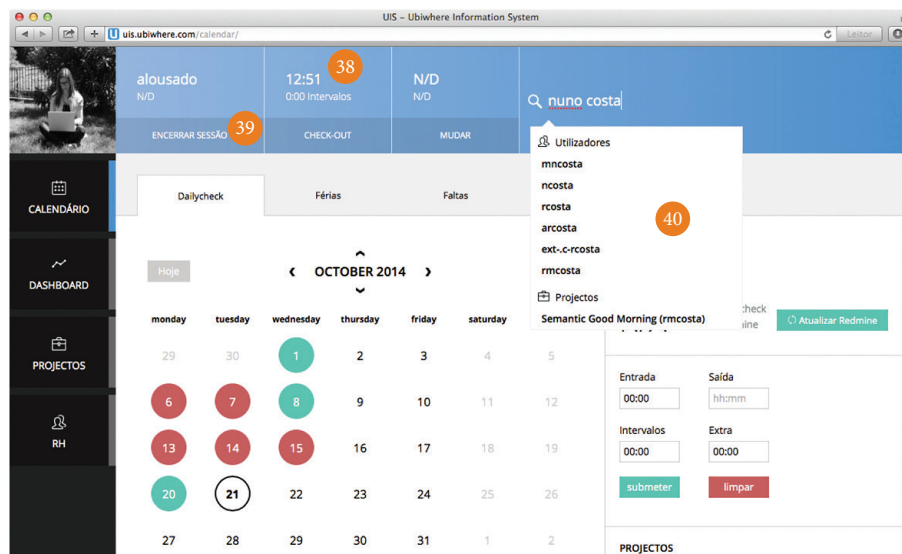 UIS – Ubiwhere Information System
uis.ubiwhere.com/calendar/
Leitor
alousado
N/D
12:51
0:00 Intervalos
38
N/D
N/D
nuno costa
ENCERRAR SESSÃO
39
CHECK-OUT
MUDAR
Utilizadores
mncosta
ncosta
rcosta
arcosta
ext-.c-rcosta
rmcosta
40
Projectos
Semantic Good Morning (rmcosta)
CALENDÁRIO
DASHBOARD
PROJECTOS
RH
Dailycheck
Férias
Faltas
Hoje
OCTOBER 2014
monday tuesday wednesday thursday friday saturday
29 30 1 2 3 4 5
6 7 8 9 10 11 12
13 14 15 16 17 18 19
20 21 22 23 24 25 26
27 28 29 30 31 1 2
Atualizar Redmine
Entrada Saída
00:00 hh:mm
Intervalos Extra
00:00 00:00
submeter limpar
PROJECTOS